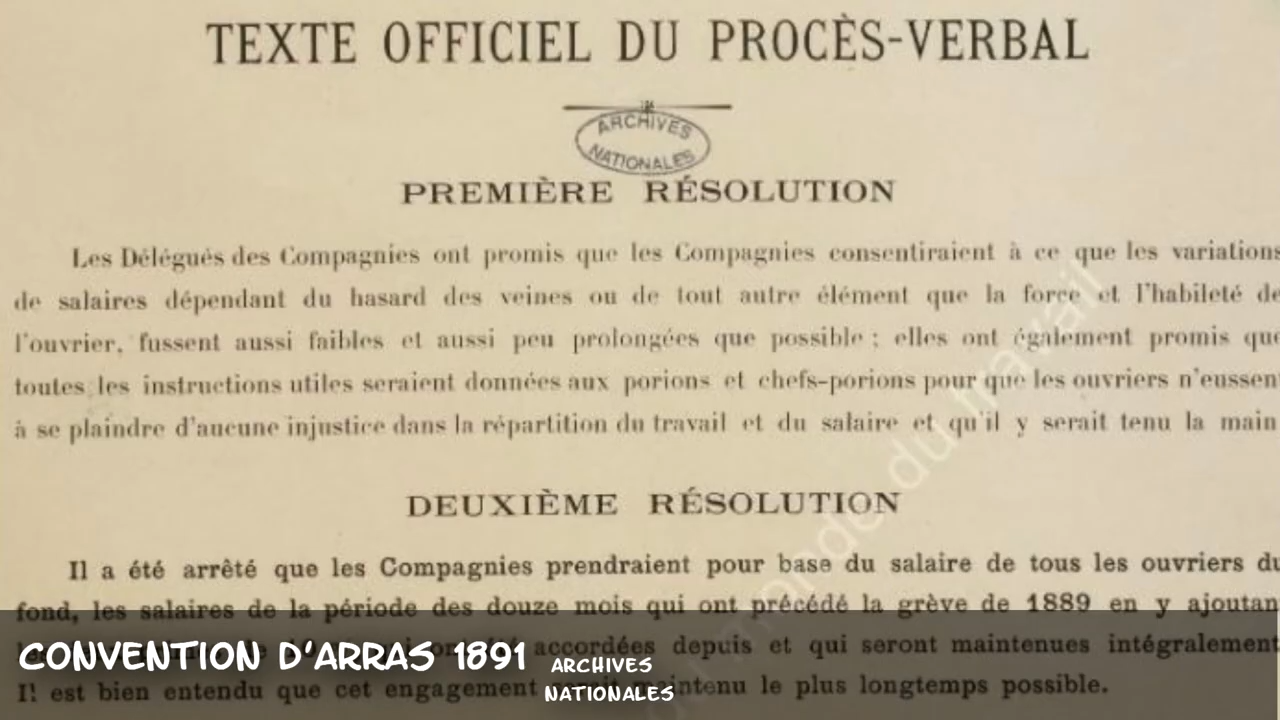 TEXTE OFFICIEL DU PROCÈS-VERBAL
ARCHIVES
NATIONALES
PREMIÈRE RÉSOLUTION
Les Délégués des Compagnies ont promis que les Compagnies consentiraient à ce que les variations
de salaires dépendant du hasard des veines ou de tout autre élément que la force et l'habileté de
l'ouvrier, fussent aussi faibles et aussi peu prolongées que possible ; elles ont également promis que
toutes les instructions utiles seraient données aux porions et chefs-porions pour que les ouvriers n'eussent
à se plaindre d'aucune injustice dans la répartition du travail et du salaire et qu'il y serait tenu la main
DEUXIÈME RÉSOLUTION
Il a été arrêté que les Compagnies prendraient pour base du salaire de tous les ouvriers du
fond, les salaires de la période des douze mois qui ont précédé la grève de 1889 en y ajoutan
accordées depuis et qui seront maintenues intégralement
Il est bien entendu que cet engagement maintenu le plus longtemps possible.
CONVENTION D'ARRAS 1891
ARCHIVES
NATIONALES
monde du travail